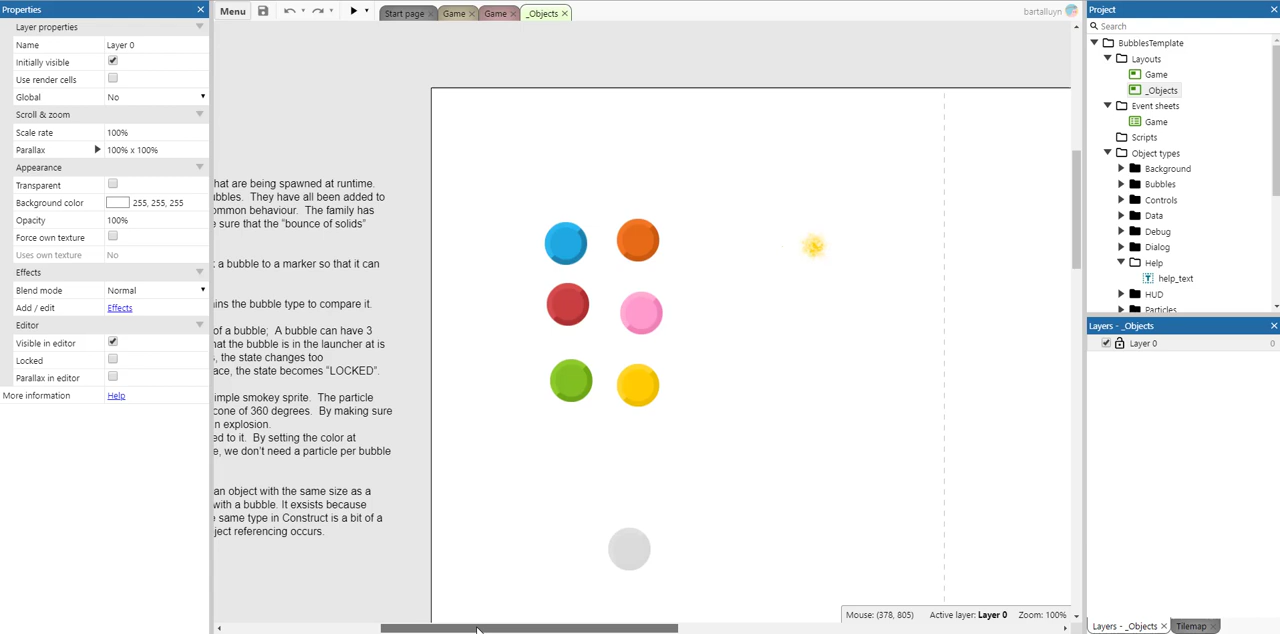 Properties
Layer properties
Name Layer 0
Initially visible
Use render cells
Global No
Scroll & zoom
Scale rate 100%
Parallax 100% x 100%
Appearance
Transparent
Background color 255, 255, 255
Opacity 100%
Force own texture
Uses own texture No
Effects
Blend mode Normal
Add / edit Effects
Editor
Visible in editor
Locked
Parallax in editor
More information Help
Menu
Start page Game Game _Objects
bartalluyn
hat are being spawned at runtime.
bbles. They have all been added to
ommon behaviour. The family has
sure that the "bounce of solids"
a bubble to a marker so that it can
ins the bubble type to compare it.
of a bubble; A bubble can have 3
hat the bubble is in the launcher at is
, the state changes too
ace, the state becomes "LOCKED".
imple smokey sprite. The particle
cone of 360 degrees. By making sure
n explosion.
ed to it. By setting the color at
e, we don't need a particle per bubble
an object with the same size as a
with a bubble. It exsists because
same type in Construct is a bit of a
ject referencing occurs.
Mouse: (378, 805) Active layer: Layer 0 Zoom: 100%
Project
Search
BubblesTemplate
Layouts
Game
_Objects
Event sheets
Game
Scripts
Object types
Background
Bubbles
Controls
Data
Debug
Dialog
Help
help_text
HUD
Particles
Layers - _Objects
Layer 0 0
Layers - _Objects Tilemap